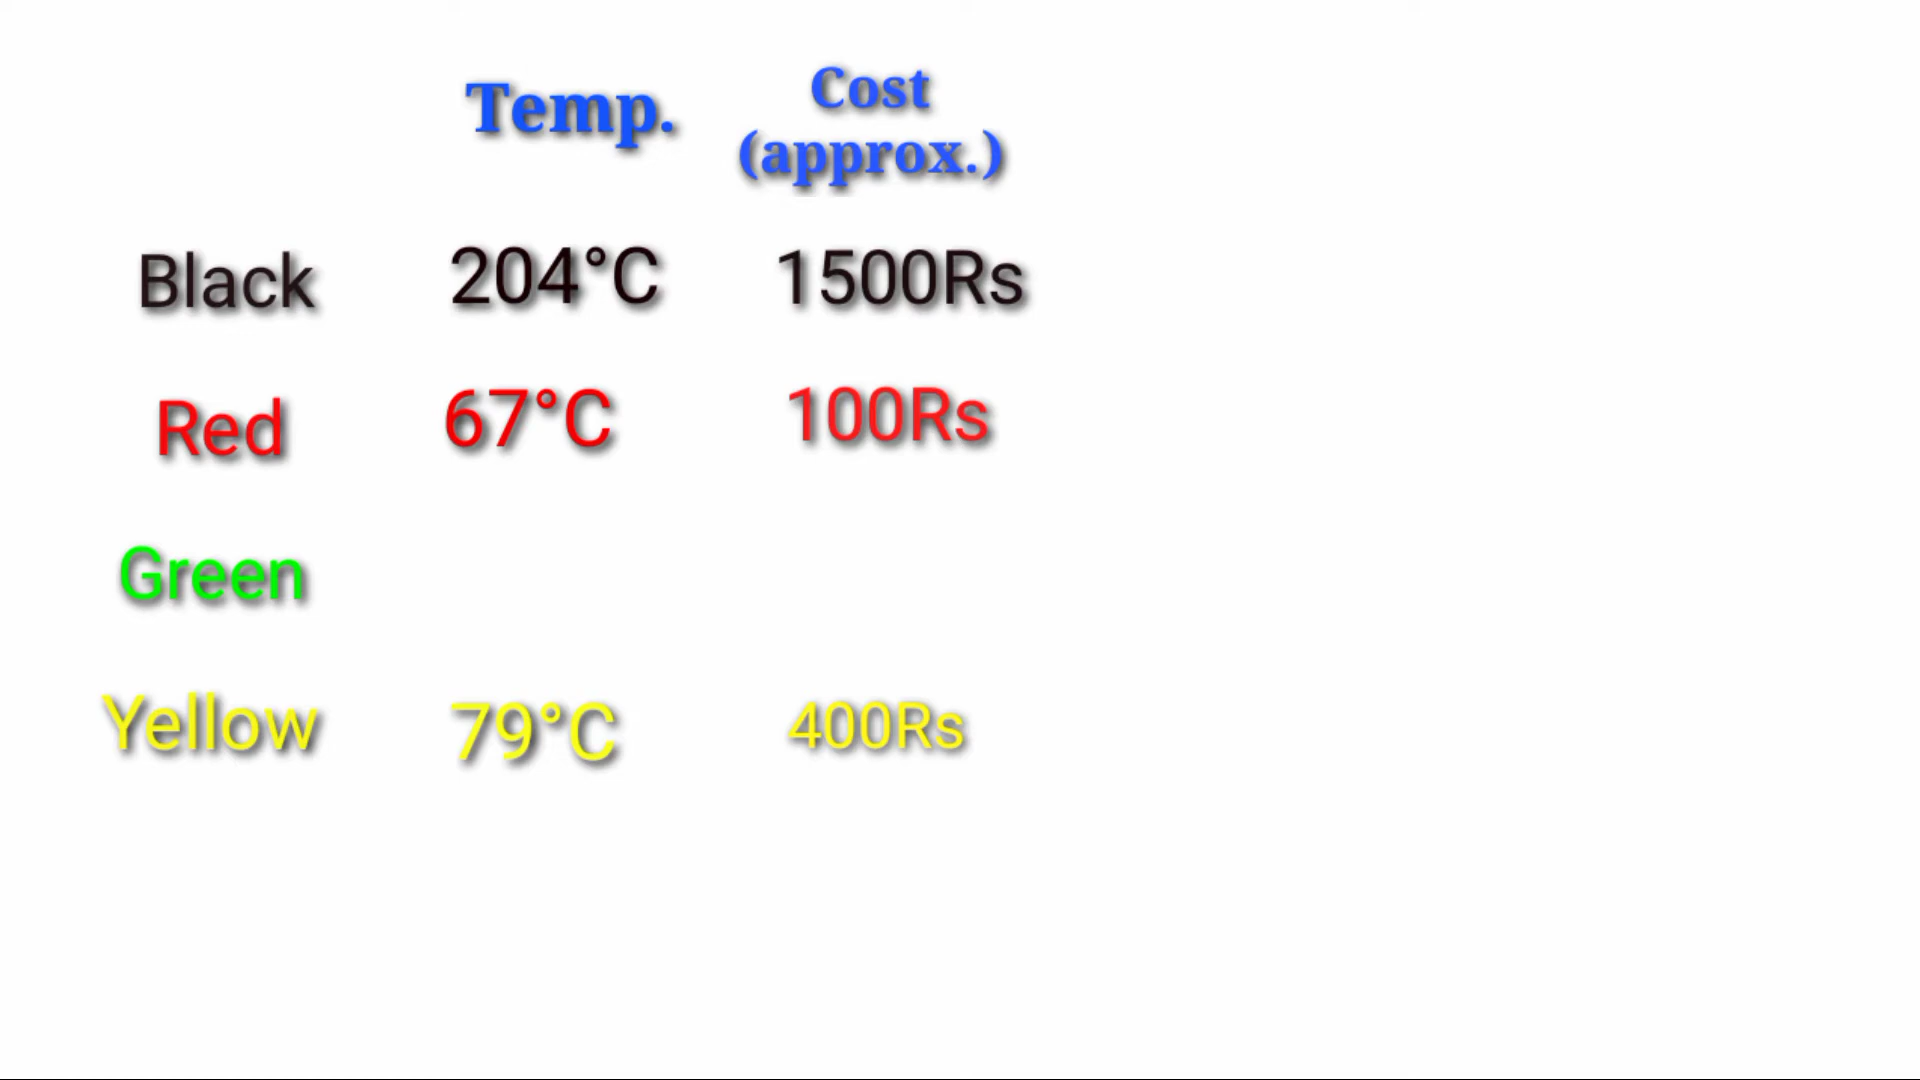 Temp.
Cost
(approx.)
Black 204°C 1500Rs
Red 67°C 100Rs
Green
Yellow 79°C 400Rs